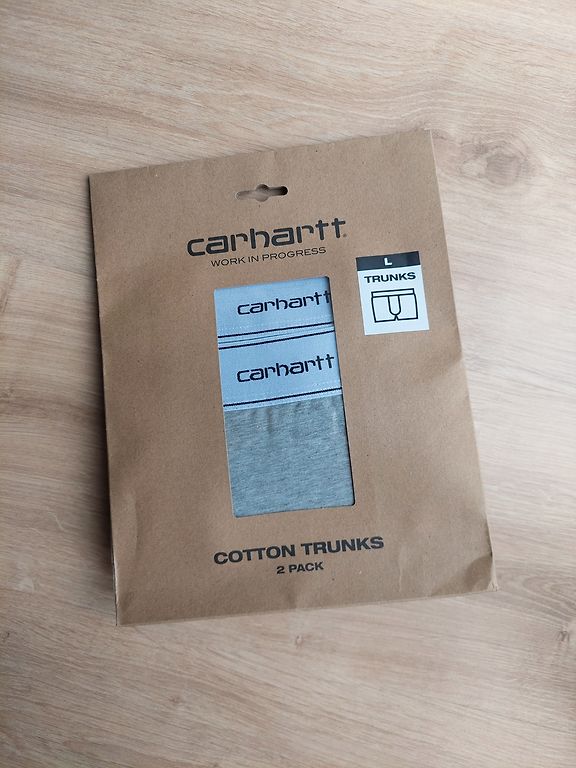 carhartt®
WORK IN PROGRESS
L
TRUNKS
carhartt
carhartt
COTTON TRUNKS
2 PACK